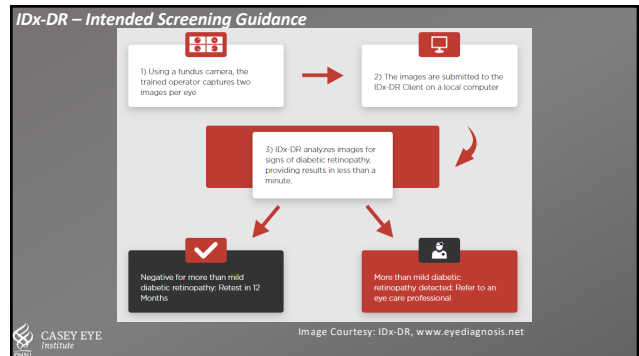 IDx-DR – Intended Screening Guidance
1) Using a fundus camera, the
trained operator captures two
images per eye
2) The images are submitted to the
IDx-DR Client on a local computer
3) IDx-DR analyzes images for
signs of diabetic retinopathy,
providing results in less than a
minute.
Negative for more than mild
diabetic retinopathy: Retest in 12
Months
More than mild diabetic
retinopathy detected: Refer to an
eye care professional
Image Courtesy: IDx-DR, www.eyediagnosis.net
CASEY EYE
Institute
OHSU